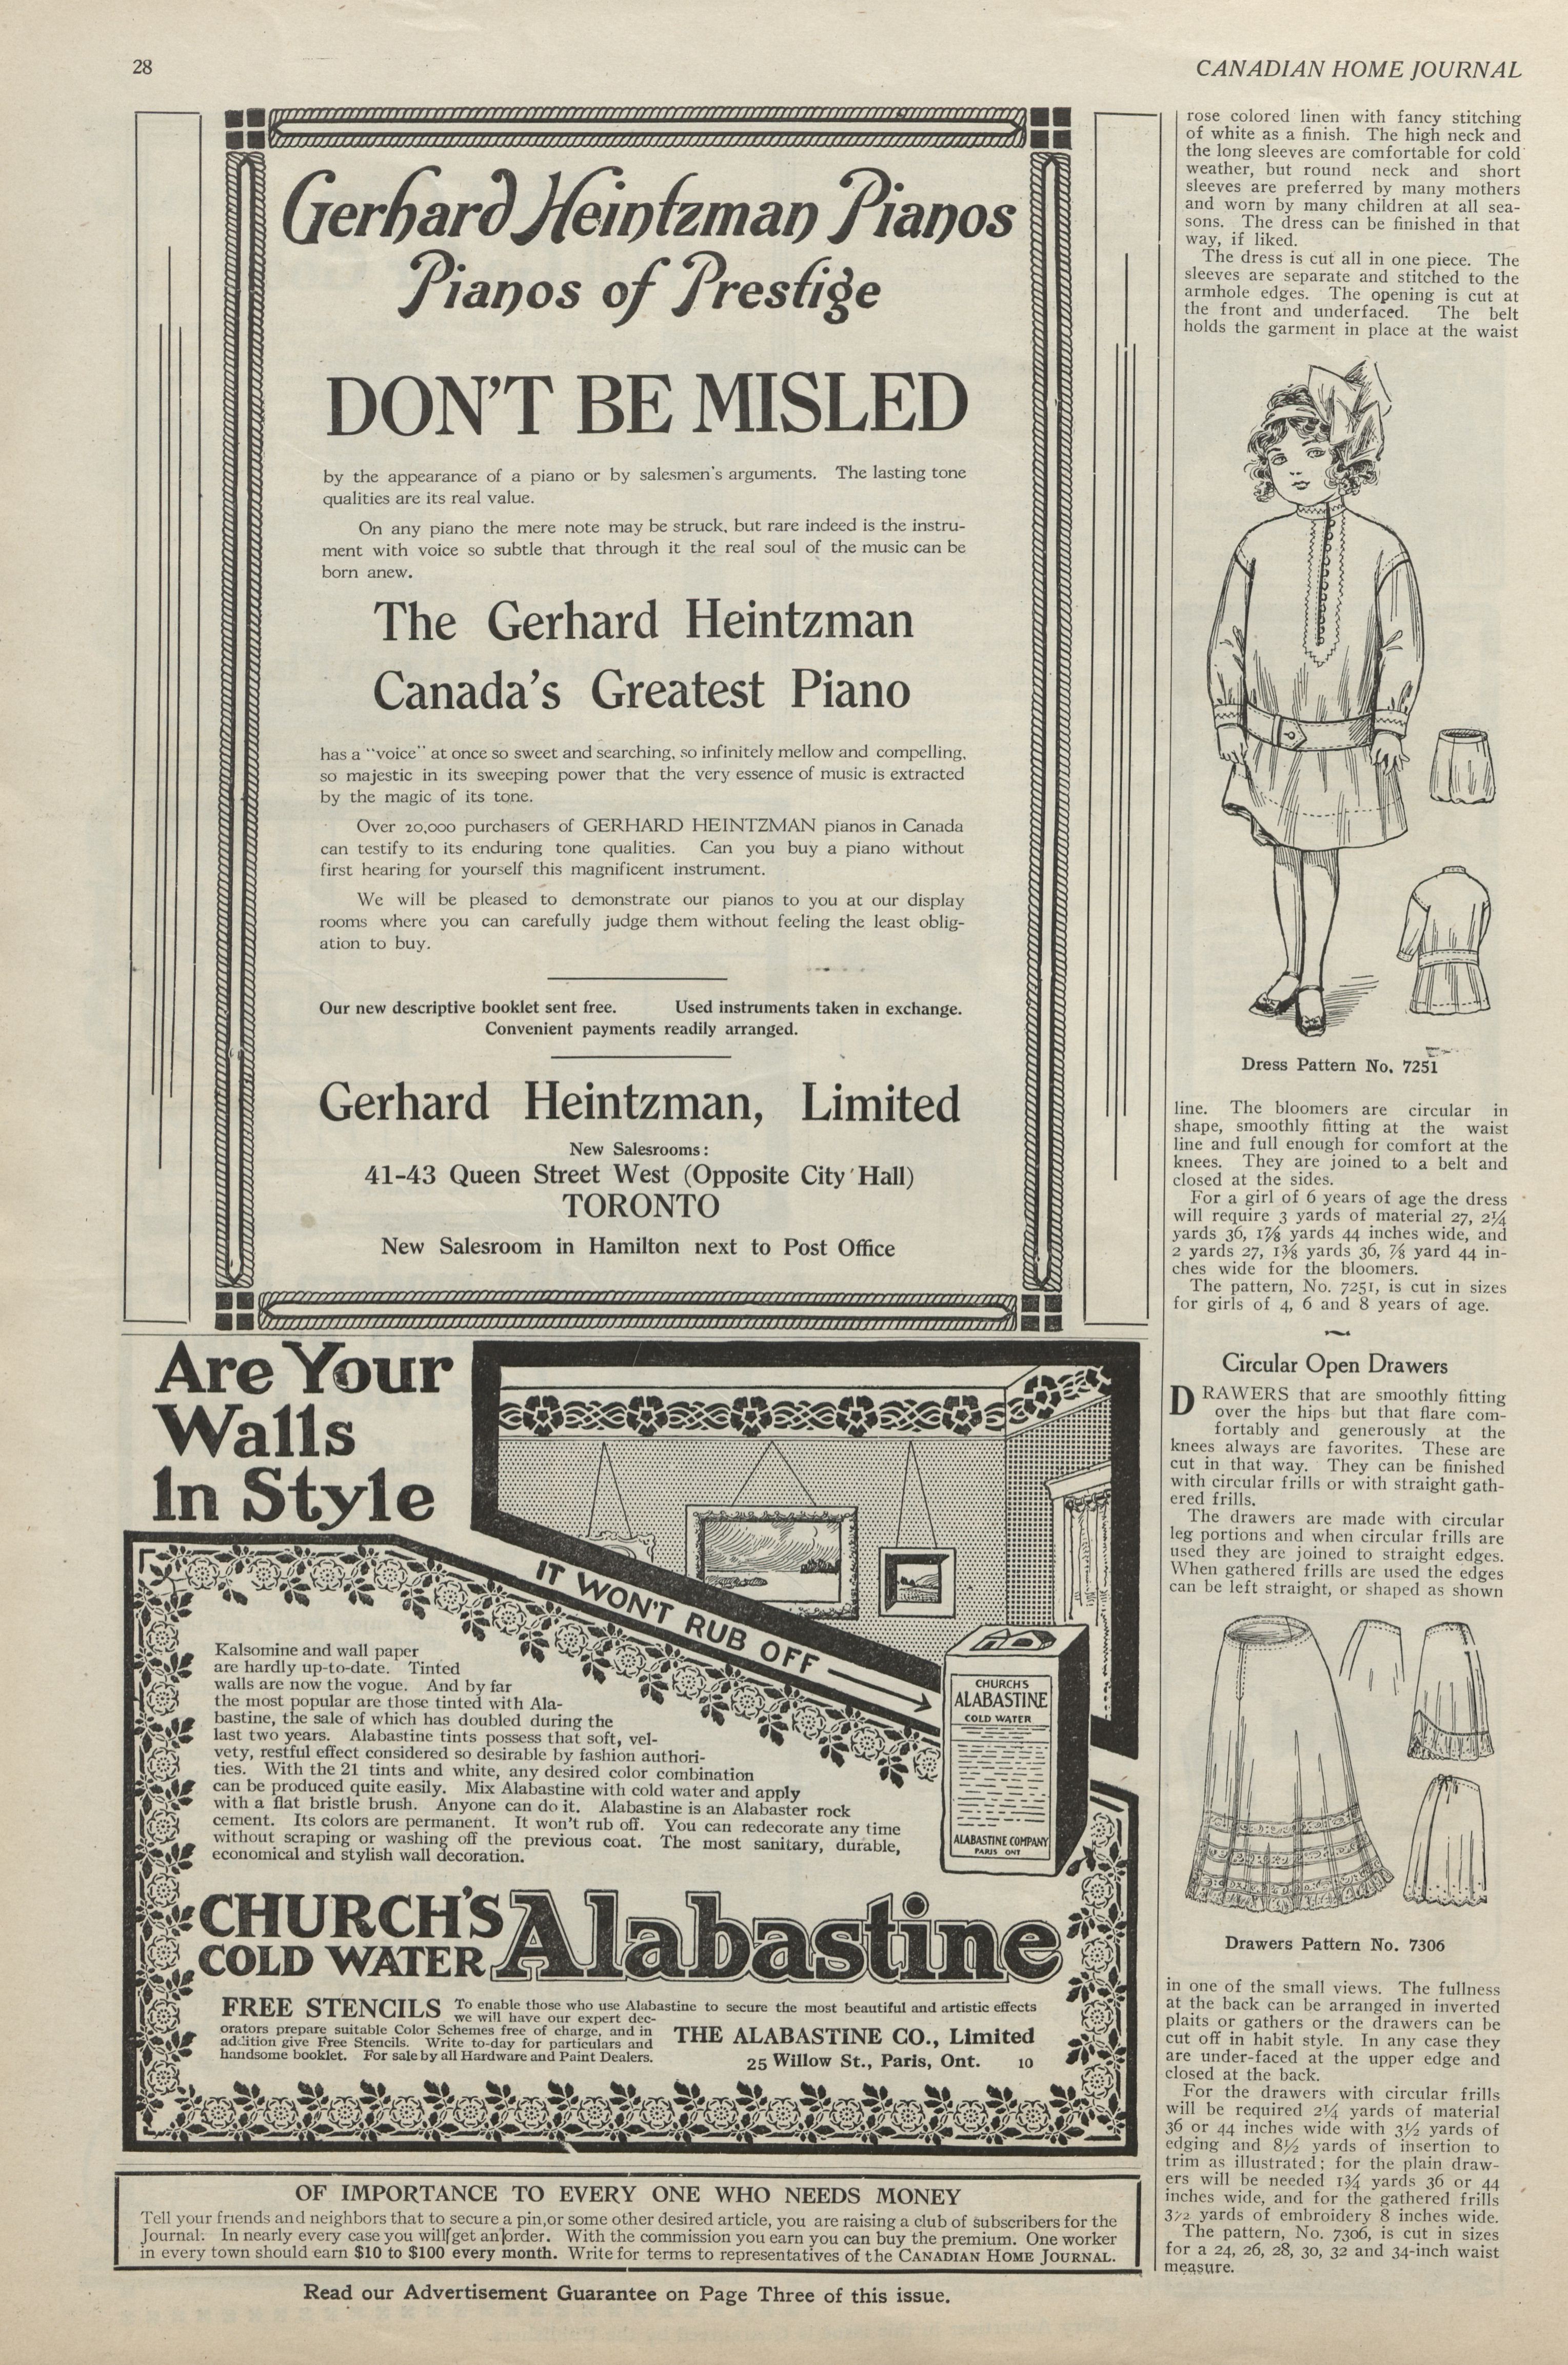 28
CANADIAN HOME JOURNAL
Gerhard Heintzman Pianos
Pianos of Prestige
DON'T BE MISLED
by the appearance of a piano or by salesmen's arguments. The lasting tone
qualities are its real value.
On any piano the mere note may be struck, but rare indeed is the instru-
ment with voice so subtle that through it the real soul of the music can be
born anew.
The Gerhard Heintzman
Canada's Greatest Piano
has a "voice" at once so sweet and searching, so infinitely mellow and compelling,
so majestic in its sweeping power that the very essence of music is extracted
by the magic of its tone.
Over 20,000 purchasers of GERHARD HEINTZMAN pianos in Canada
can testify to its enduring tone qualities. Can you buy a piano without
first hearing for yourself this magnificent instrument.
We will be pleased to demonstrate our pianos to you at our display
rooms where you can carefully judge them without feeling the least oblig-
ation to buy.
Our new descriptive booklet sent free. Used instruments taken in exchange.
Convenient payments readily arranged.
Gerhard Heintzman, Limited
New Salesrooms:
41-43 Queen Street West (Opposite City Hall)
TORONTO
New Salesroom in Hamilton next to Post Office
Are Your
Walls
In Style
IT WON'T RUB OFF
Kalsomine and wall paper
are hardly up-to-date. Tinted
walls are now the vogue. And by far
the most popular are those tinted with Ala-
bastine, the sale of which has doubled during the
last two years. Alabastine tints possess that soft, vel-
vety, restful effect considered so desirable by fashion authori-
ties. With the 21 tints and white, any desired color combination
can be produced quite easily. Mix Alabastine with cold water and apply
with a flat bristle brush. Anyone can do it. Alabastine is an Alabaster rock
cement. Its colors are permanent. It won't rub off. You can redecorate any time
without scraping or washing off the previous coat. The most sanitary, durable,
economical and stylish wall decoration.
CHURCH'S
ALABASTINE
COLD WATER
ALABASTINE COMPANY
PARIS ONT
CHURCH'S
COLD WATER
Alabastine
FREE STENCILS To enable those who use Alabastine to secure the most beautiful and artistic effects
we will have our expert dec-
orators prepare suitable Color Schemes free of charge, and in
addition give Free Stencils. Write to-day for particulars and
handsome booklet. For sale by all Hardware and Paint Dealers.
THE ALABASTINE CO., Limited
25 Willow St., Paris, Ont. 10
OF IMPORTANCE TO EVERY ONE WHO NEEDS MONEY
Tell your friends and neighbors that to secure a pin,or some other desired article, you are raising a club of subscribers for the
Journal. In nearly every case you will get an order. With the commission you earn you can buy the premium. One worker
in every town should earn $10 to $100 every month. Write for terms to representatives of the CANADIAN HOME JOURNAL.
Read our Advertisement Guarantee on Page Three of this issue.
rose colored linen with fancy stitching
of white as a finish. The high neck and
the long sleeves are comfortable for cold
weather, but round neck and short
sleeves are preferred by many mothers
and worn by many children at all sea-
sons. The dress can be finished in that
way, if liked.
The dress is cut all in one piece. The
sleeves are separate and stitched to the
armhole edges. The opening is cut at
the front and underfaced. The belt
holds the garment in place at the waist
Dress Pattern No. 7251
line. The bloomers are circular in
shape, smoothly fitting at the waist
line and full enough for comfort at the
knees. They are joined to a belt and
closed at the sides.
For a girl of 6 years of age the dress
will require 3 yards of material 27, 2¼
yards 36, 1⅞ yards 44 inches wide, and
2 yards 27, 1⅜ yards 36, ⅞ yard 44 in-
ches wide for the bloomers.
The pattern, No. 7251, is cut in sizes
for girls of 4, 6 and 8 years of age.
Circular Open Drawers
DRAWERS that are smoothly fitting
over the hips but that flare com-
fortably and generously at the
knees always are favorites. These are
cut in that way. They can be finished
with circular frills or with straight gath-
ered frills.
The drawers are made with circular
leg portions and when circular frills are
used they are joined to straight edges.
When gathered frills are used the edges
can be left straight, or shaped as shown
Drawers Pattern No. 7306
in one of the small views. The fullness
at the back can be arranged in inverted
plaits or gathers or the drawers can be
cut off in habit style. In any case they
are under-faced at the upper edge and
closed at the back.
For the drawers with circular frills
will be required 2¼ yards of material
36 or 44 inches wide with 3½ yards of
edging and 8½ yards of insertion to
trim as illustrated; for the plain draw-
ers will be needed 1¾ yards 36 or 44
inches wide, and for the gathered frills
3½ yards of embroidery 8 inches wide.
The pattern, No. 7306, is cut in sizes
for a 24, 26, 28, 30, 32 and 34-inch waist
measure.